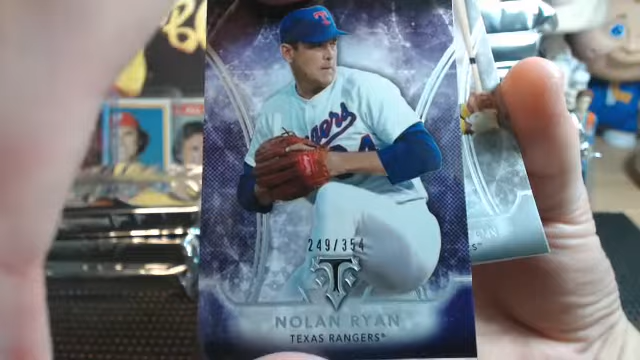 T
Rangers
249/354
T
NOLAN RYAN
TEXAS RANGERS®